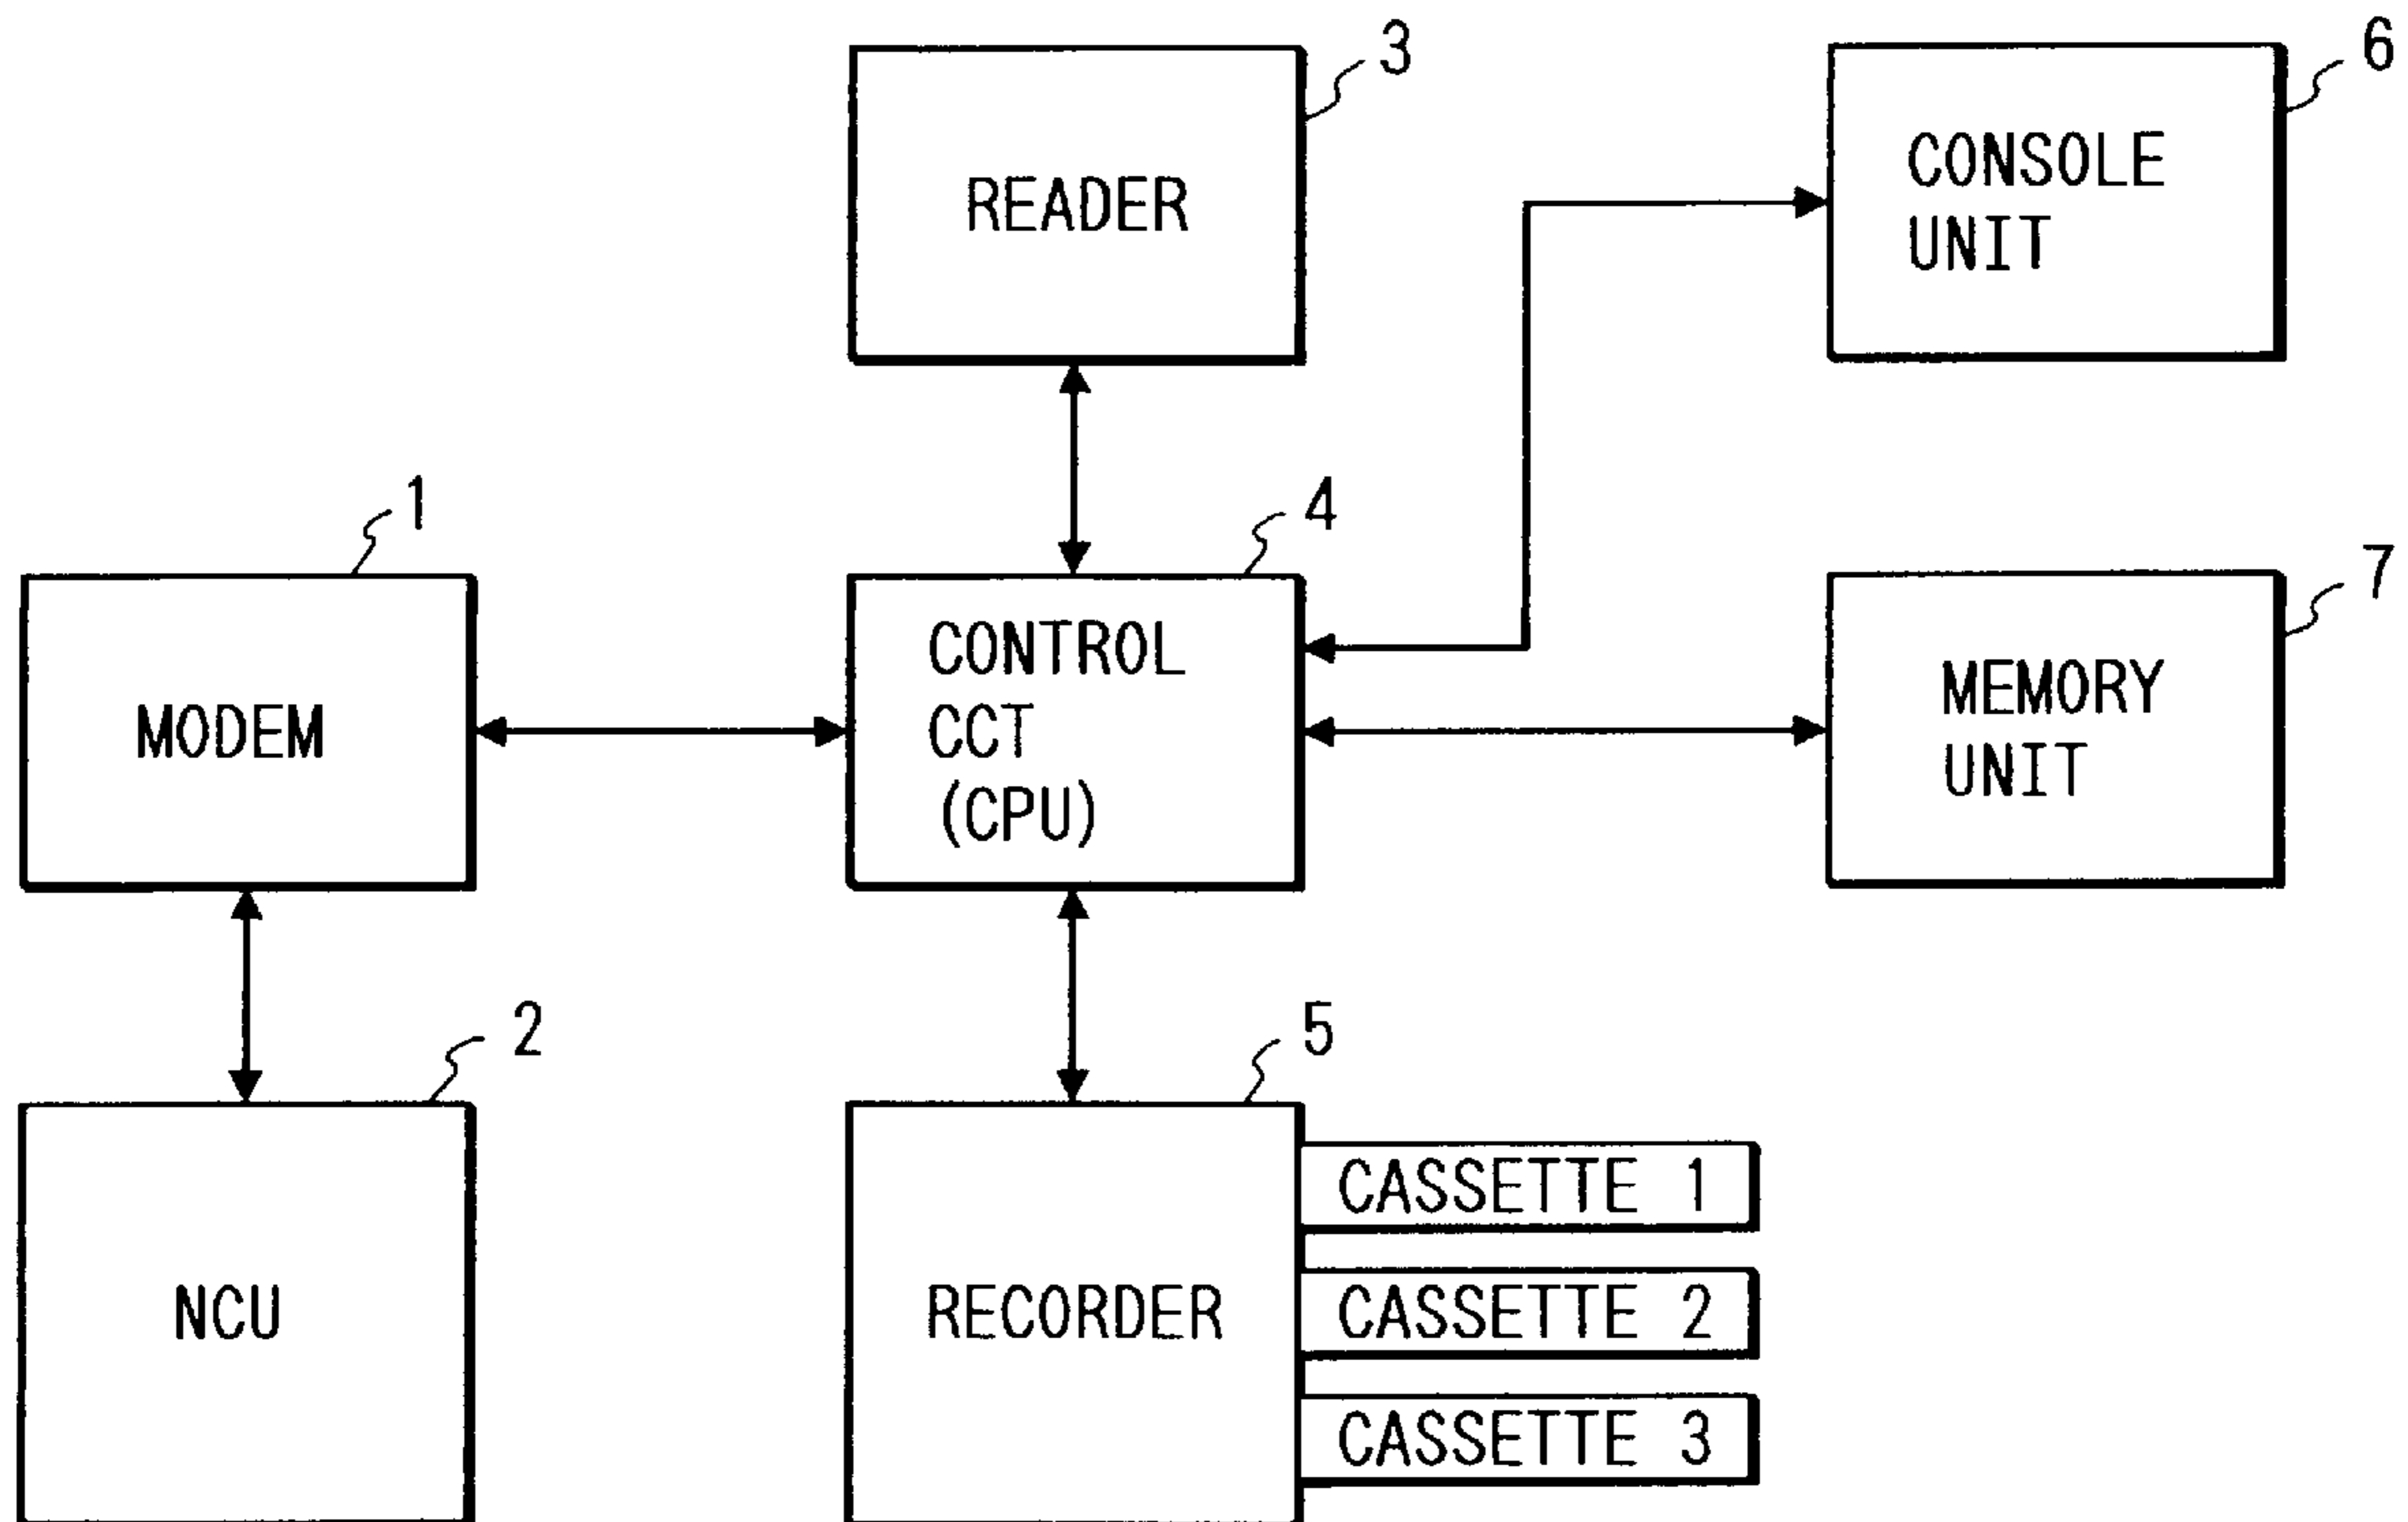 3
6
READER
CONSOLE
UNIT
1
4
7
MODEM
CONTROL
CCT
(CPU)
MEMORY
UNIT
2
5
NCU
RECORDER
CASSETTE 1
CASSETTE 2
CASSETTE 3